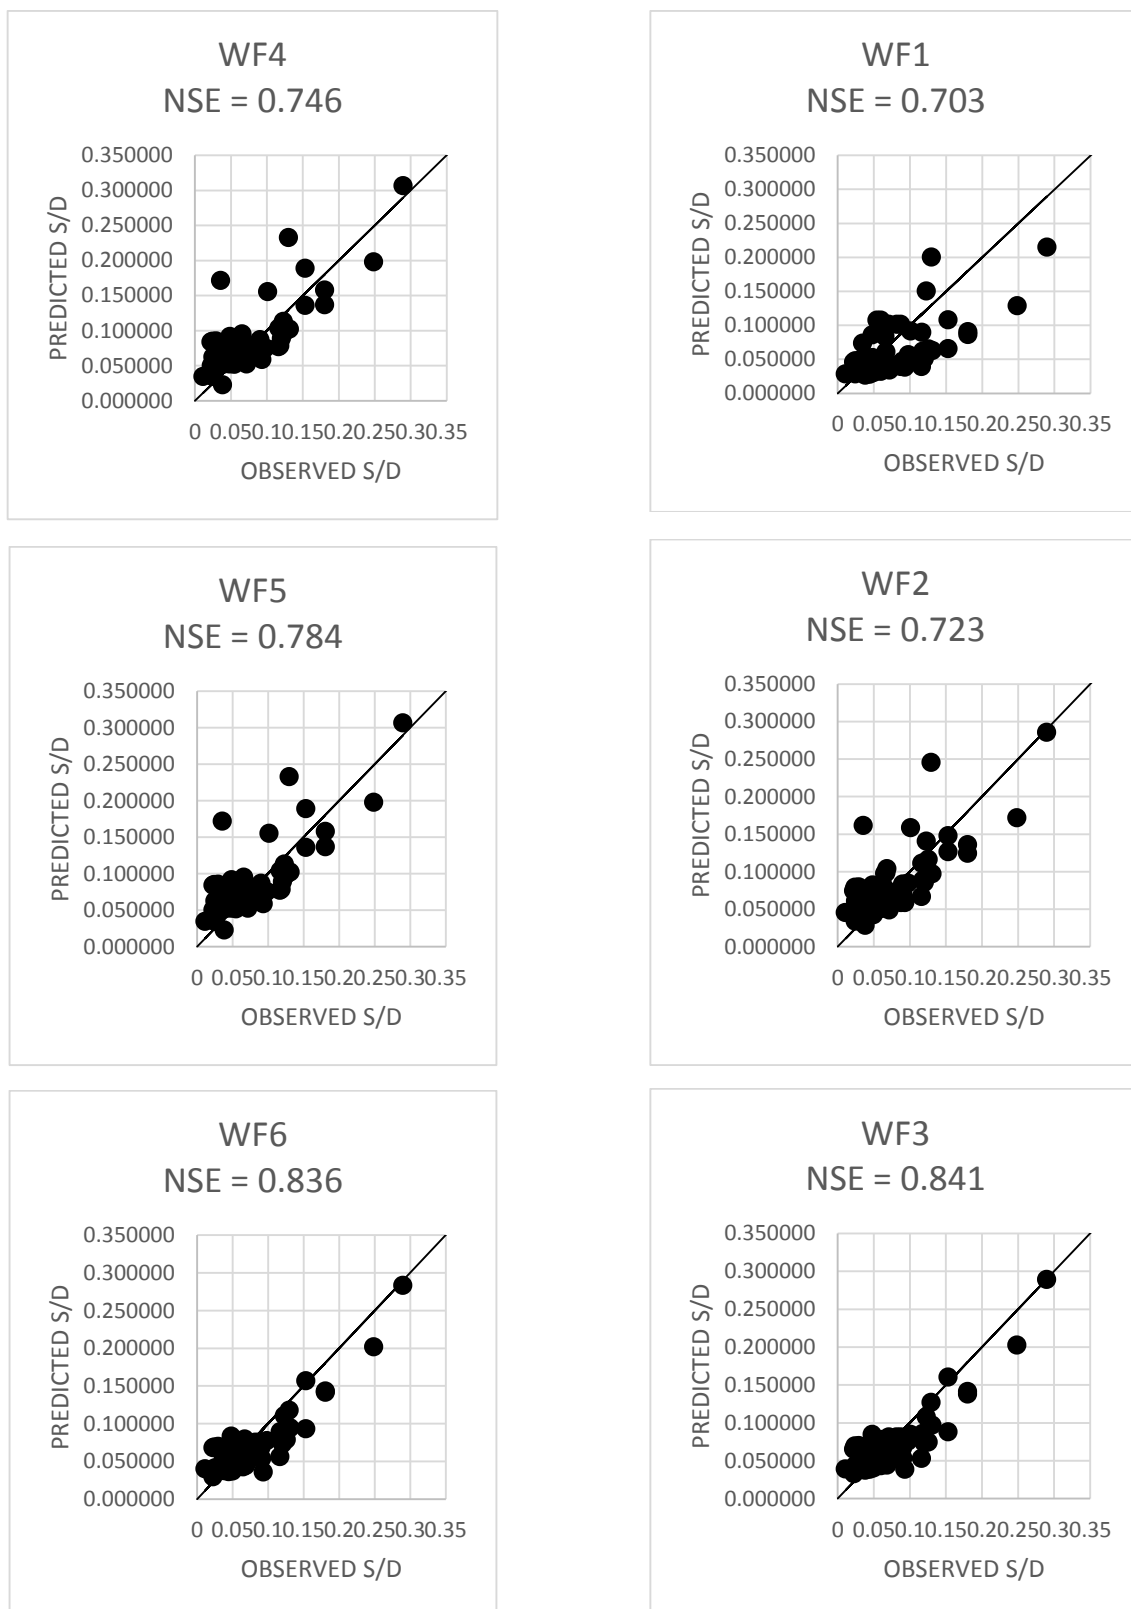 WF4
NSE = 0.746
0.350000
0.300000
0.250000
0.200000
0.150000
0.100000
0.050000
0.000000
PREDICTED S/D
0 0.050.10.150.20.250.30.35
OBSERVED S/D
WF1
NSE = 0.703
0.350000
0.300000
0.250000
0.200000
0.150000
0.100000
0.050000
0.000000
PREDICTED S/D
0 0.050.10.150.20.250.30.35
OBSERVED S/D
WF5
NSE = 0.784
0.350000
0.300000
0.250000
0.200000
0.150000
0.100000
0.050000
0.000000
PREDICTED S/D
0 0.050.10.150.20.250.30.35
OBSERVED S/D
WF2
NSE = 0.723
0.350000
0.300000
0.250000
0.200000
0.150000
0.100000
0.050000
0.000000
PREDICTED S/D
0 0.050.10.150.20.250.30.35
OBSERVED S/D
WF6
NSE = 0.836
0.350000
0.300000
0.250000
0.200000
0.150000
0.100000
0.050000
0.000000
PREDICTED S/D
0 0.050.10.150.20.250.30.35
OBSERVED S/D
WF3
NSE = 0.841
0.350000
0.300000
0.250000
0.200000
0.150000
0.100000
0.050000
0.000000
PREDICTED S/D
0 0.050.10.150.20.250.30.35
OBSERVED S/D